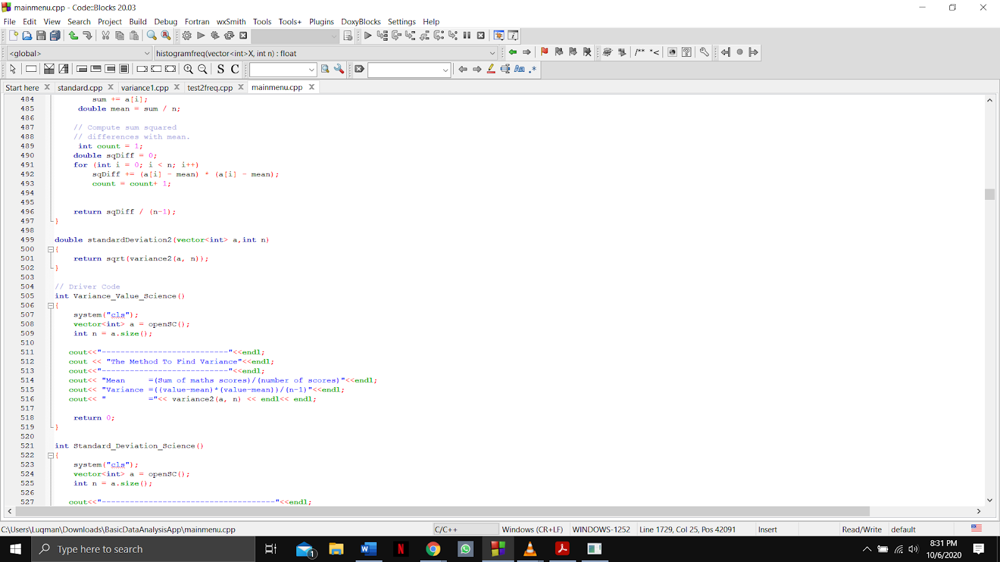 mainmenu.cpp - Code::Blocks 20.03
File Edit View Search Project Build Debug Fortran wxSmith Tools Tools+ Plugins DoxyBlocks Settings Help
<global> histogramfreq(vector<int>X, int n) : float
/** *<
S C Aa .*
Start here standard.cpp variance1.cpp test2freq.cpp mainmenu.cpp
484 sum += a[i];
485 double mean = sum / n;
486
487 // Compute sum squared
488 // differences with mean.
489 int count = 1;
490 double sqDiff = 0;
491 for (int i = 0; i < n; i++)
492 sqDiff += (a[i] - mean) * (a[i] - mean);
493 count = count+ 1;
494
495
496 return sqDiff / (n-1);
497 }
498
499 double standardDeviation2(vector<int> a,int n)
500 {
501 return sqrt(variance2(a, n));
502 }
503
504 // Driver Code
505 int Variance_Value_Science()
506 {
507 system("cls");
508 vector<int> a = openSC();
509 int n = a.size();
510
511 cout<<"---------------------------"<<endl;
512 cout << "The Method To Find Variance"<<endl;
513 cout<<"---------------------------"<<endl;
514 cout<< "Mean     =(Sum of maths scores)/(number of scores)"<<endl;
515 cout<< "Variance =((value-mean)*(value-mean))/(n-1)"<<endl;
516 cout<< "         ="<< variance2(a, n) << endl<< endl;
517
518 return 0;
519 }
520
521 int Standard_Deviation_Science()
522 {
523 system("cls");
524 vector<int> a = openSC();
525 int n = a.size();
526
527 cout<<"-------------------------------------"<<endl;
C:\Users\Luqman\Downloads\BasicDataAnalysisApp\mainmenu.cpp C/C++ Windows (CR+LF) WINDOWS-1252 Line 1729, Col 25, Pos 42091 Insert Read/Write default
Type here to search 1 8:31 PM
10/6/2020